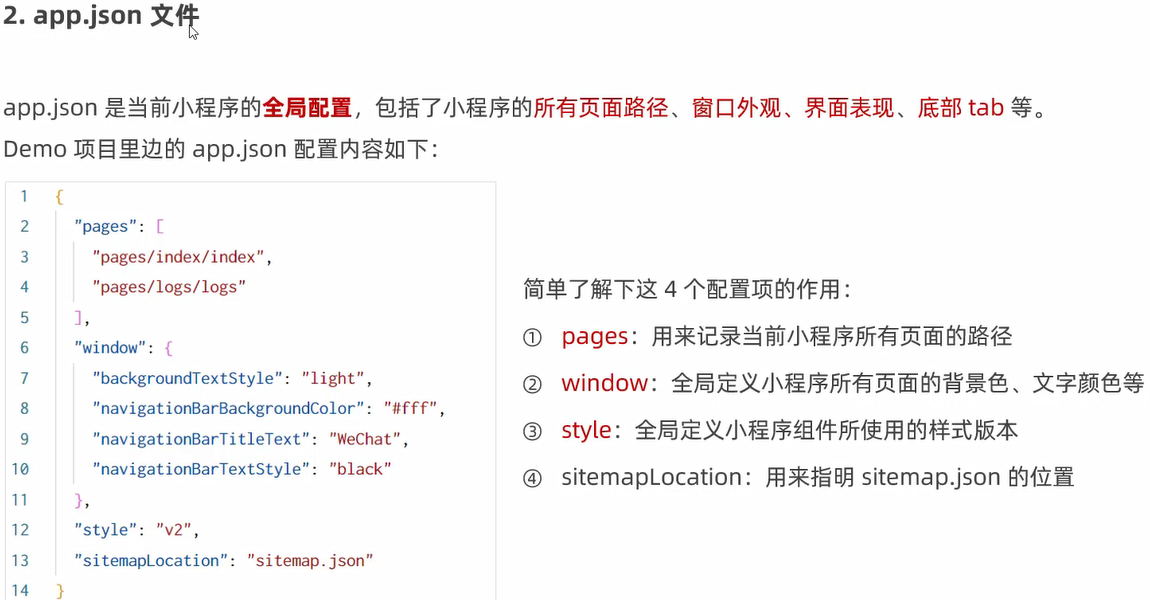 2. app.json 文件
app.json 是当前小程序的全局配置，包括了小程序的所有页面路径、窗口外观、界面表现、底部 tab 等。
Demo 项目里边的 app.json 配置内容如下：
1 {
2 "pages": [
3 "pages/index/index",
4 "pages/logs/logs"
5 ],
6 "window": {
7 "backgroundTextStyle": "light",
8 "navigationBarBackgroundColor": "#fff",
9 "navigationBarTitleText": "WeChat",
10 "navigationBarTextStyle": "black"
11 },
12 "style": "v2",
13 "sitemapLocation": "sitemap.json"
14 }
简单了解下这 4 个配置项的作用：
① pages：用来记录当前小程序所有页面的路径
② window：全局定义小程序所有页面的背景色、文字颜色等
③ style：全局定义小程序组件所使用的样式版本
④ sitemapLocation：用来指明 sitemap.json 的位置